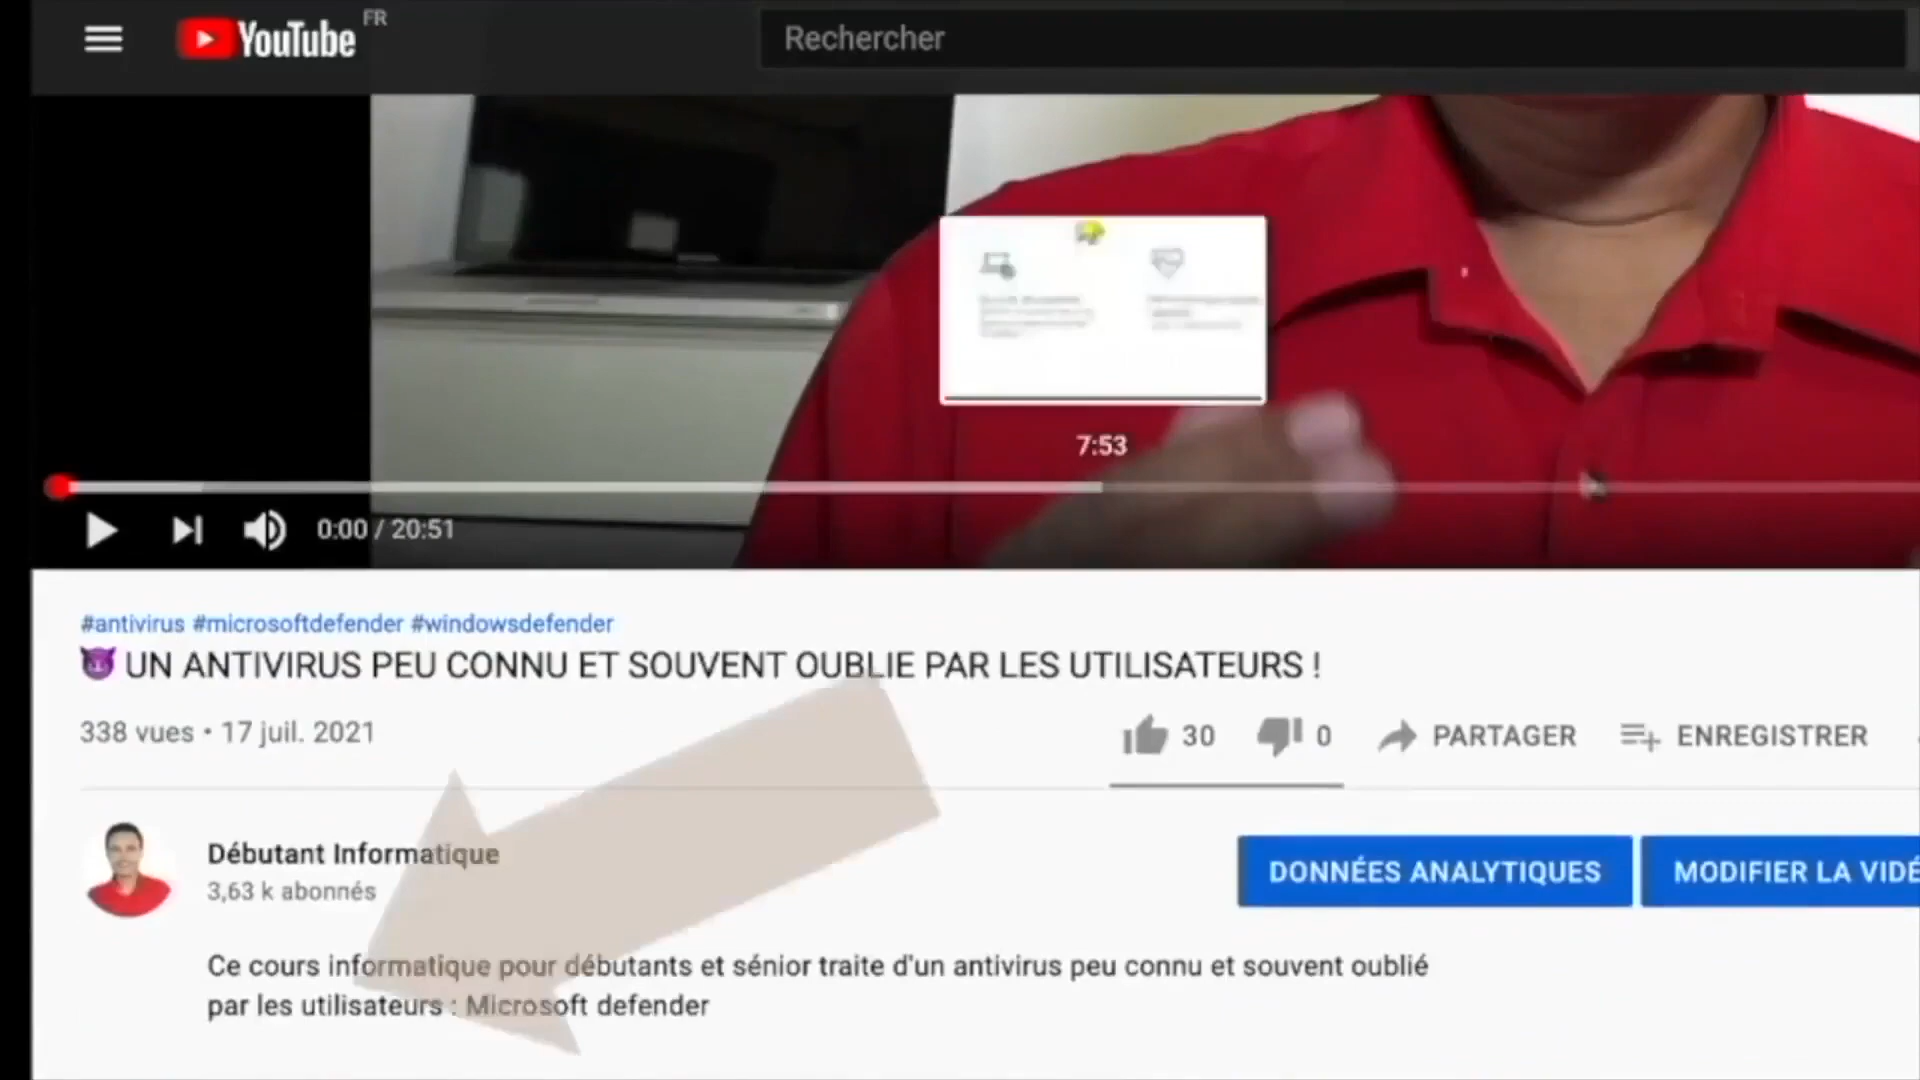 YouTube FR
Rechercher
7:53
0:00 / 20:51
#antivirus #microsoftdefender #windowsdefender
😈 UN ANTIVIRUS PEU CONNU ET SOUVENT OUBLIE PAR LES UTILISATEURS !
338 vues • 17 juil. 2021
30
0
PARTAGER
ENREGISTRER
Débutant Informatique
3,63 k abonnés
DONNÉES ANALYTIQUES
MODIFIER LA VIDÉ
Ce cours informatique pour débutants et sénior traite d'un antivirus peu connu et souvent oublié
par les utilisateurs : Microsoft defender